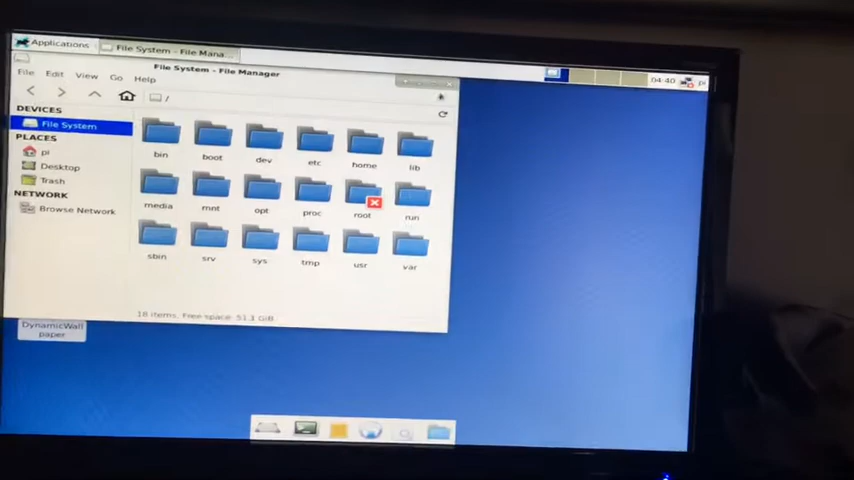 Applications
File System - File Mana...
04:40
pi
File System - File Manager
File Edit View Go Help
/
DEVICES
File System
PLACES
pi
Desktop
Trash
NETWORK
Browse Network
bin boot dev etc home lib
media mnt opt proc root run
sbin srv sys tmp usr var
18 items, Free space: 51.1 GiB
DynamicWall
paper